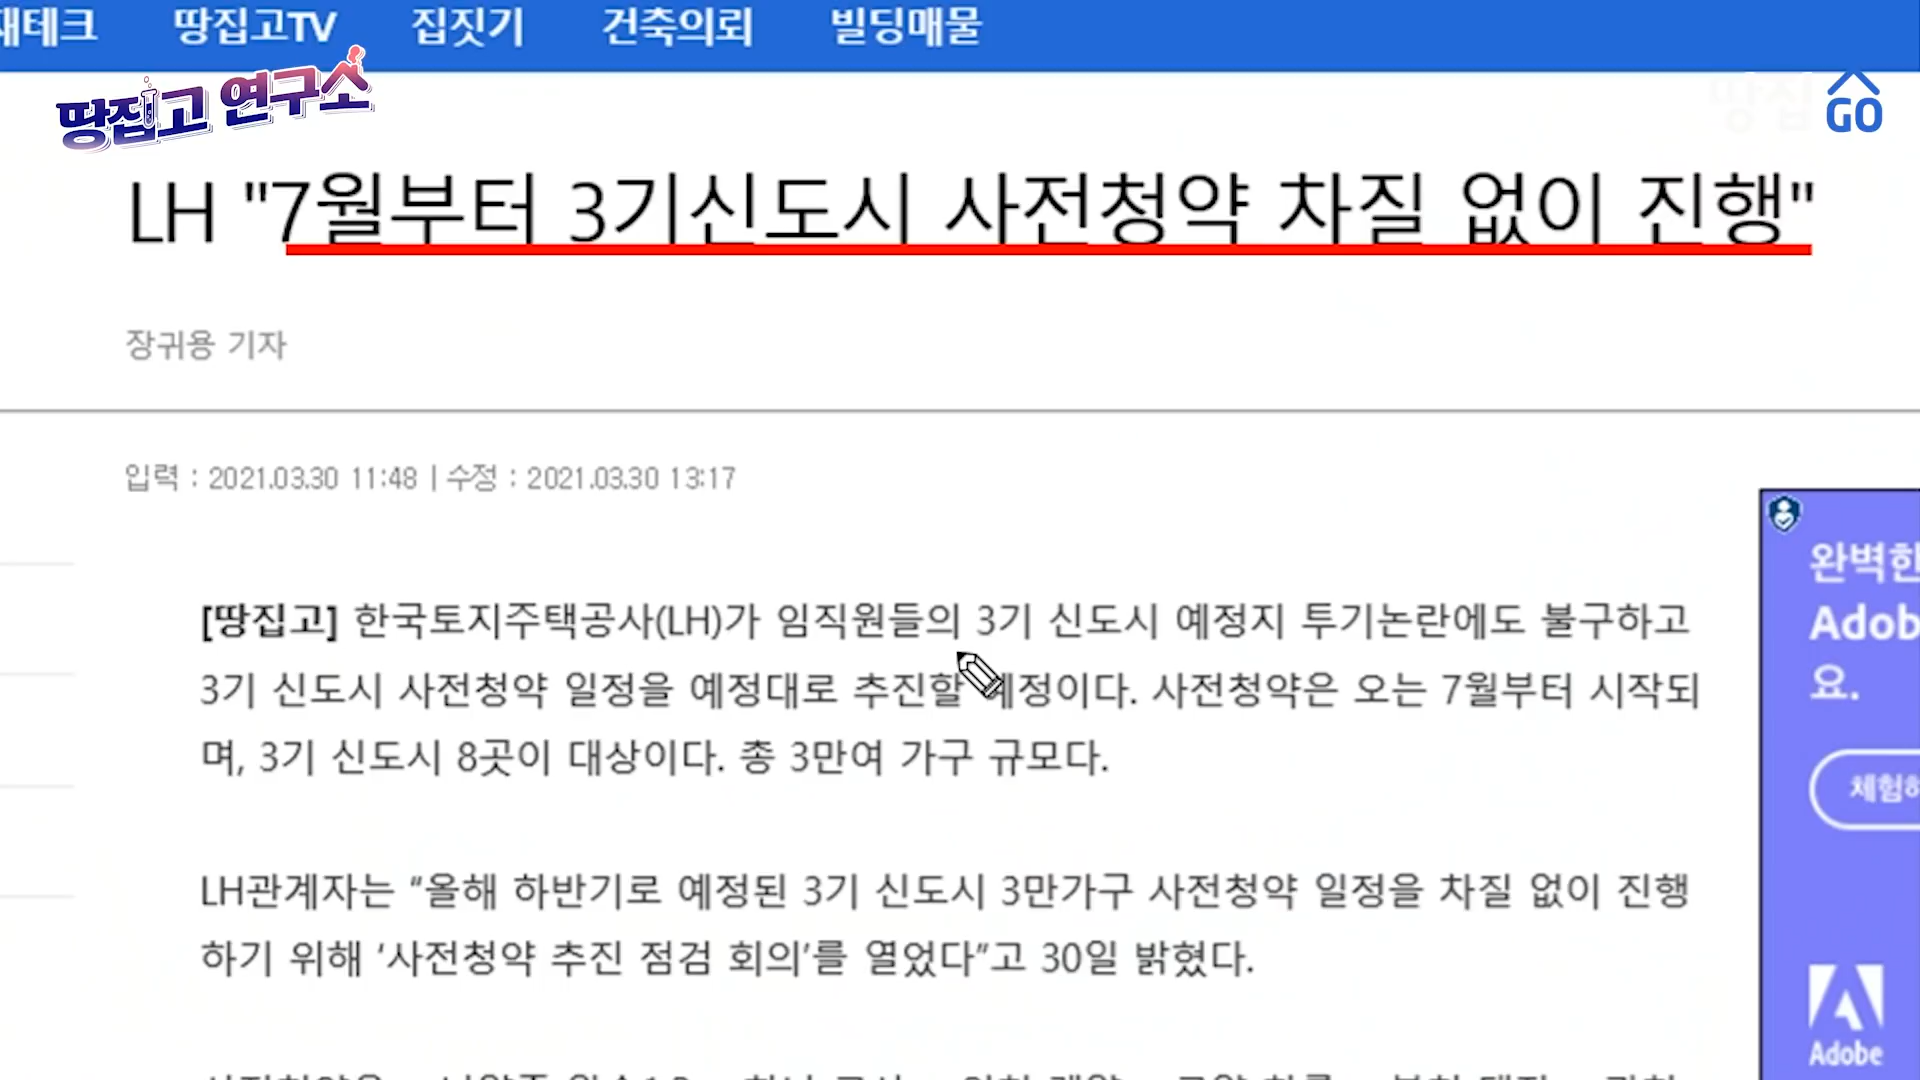 재테크 땅집고TV 집짓기 건축의뢰 빌딩매물
땅집고 연구소
GO
LH "7월부터 3기신도시 사전청약 차질 없이 진행"
장귀용 기자
입력 : 2021.03.30 11:48 | 수정 : 2021.03.30 13:17
[땅집고] 한국토지주택공사(LH)가 임직원들의 3기 신도시 예정지 투기논란에도 불구하고
3기 신도시 사전청약 일정을 예정대로 추진할 예정이다. 사전청약은 오는 7월부터 시작되
며, 3기 신도시 8곳이 대상이다. 총 3만여 가구 규모다.
LH관계자는 “올해 하반기로 예정된 3기 신도시 3만가구 사전청약 일정을 차질 없이 진행
하기 위해 ‘사전청약 추진 점검 회의’를 열었다”고 30일 밝혔다.
완벽한
Adob
요.
체험하
Adobe